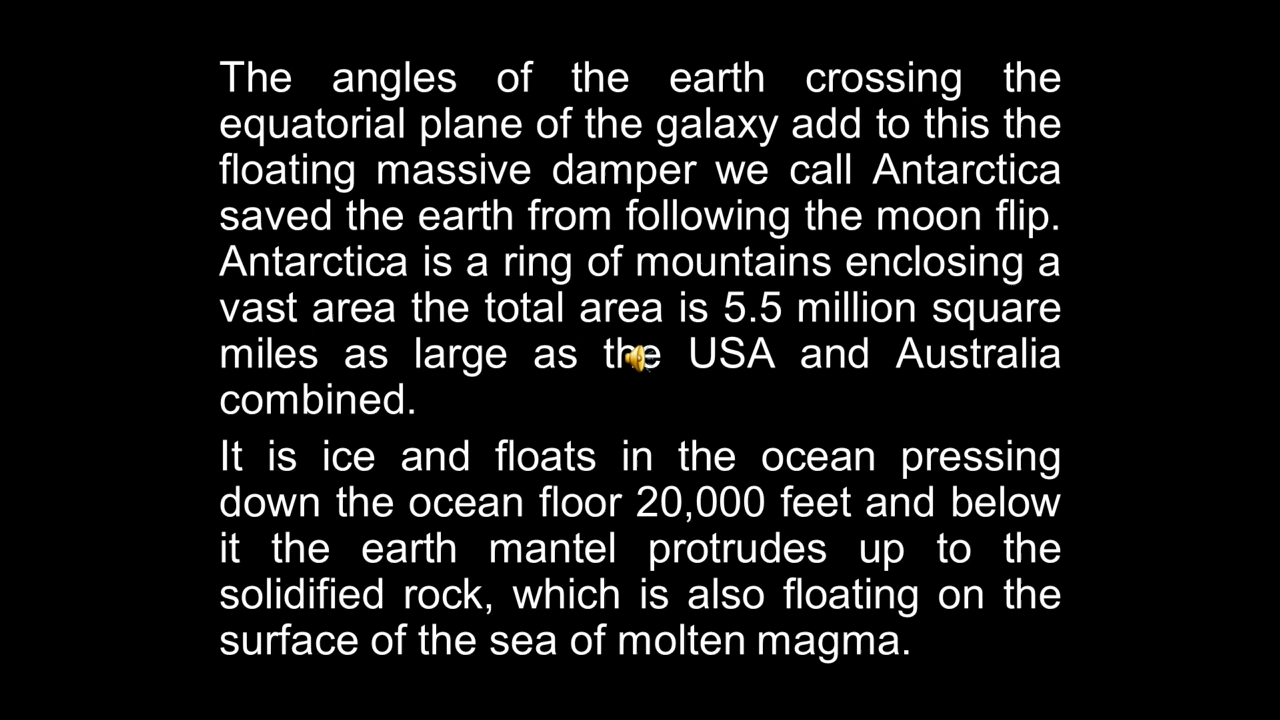 The angles of the earth crossing the
equatorial plane of the galaxy add to this the
floating massive damper we call Antarctica
saved the earth from following the moon flip.
Antarctica is a ring of mountains enclosing a
vast area the total area is 5.5 million square
miles as large as the USA and Australia
combined.
It is ice and floats in the ocean pressing
down the ocean floor 20,000 feet and below
it the earth mantel protrudes up to the
solidified rock, which is also floating on the
surface of the sea of molten magma.